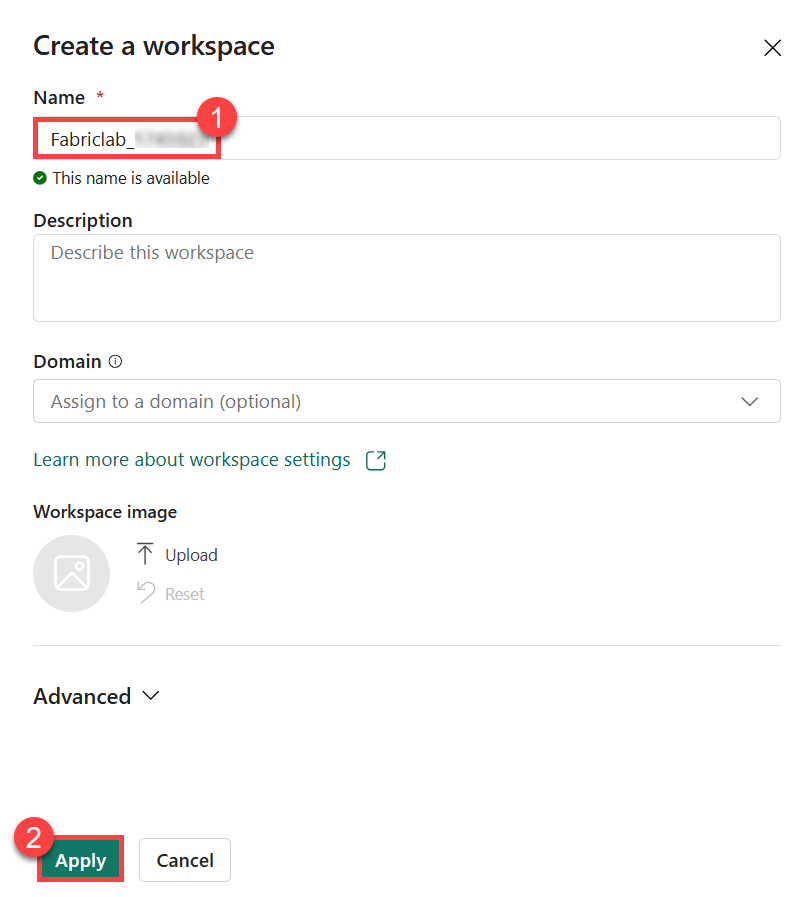 Create a workspace
Name *
1
Fabriclab_
This name is available
Description
Describe this workspace
Domain
Assign to a domain (optional)
Learn more about workspace settings
Workspace image
Upload
Reset
Advanced
2
Apply Cancel